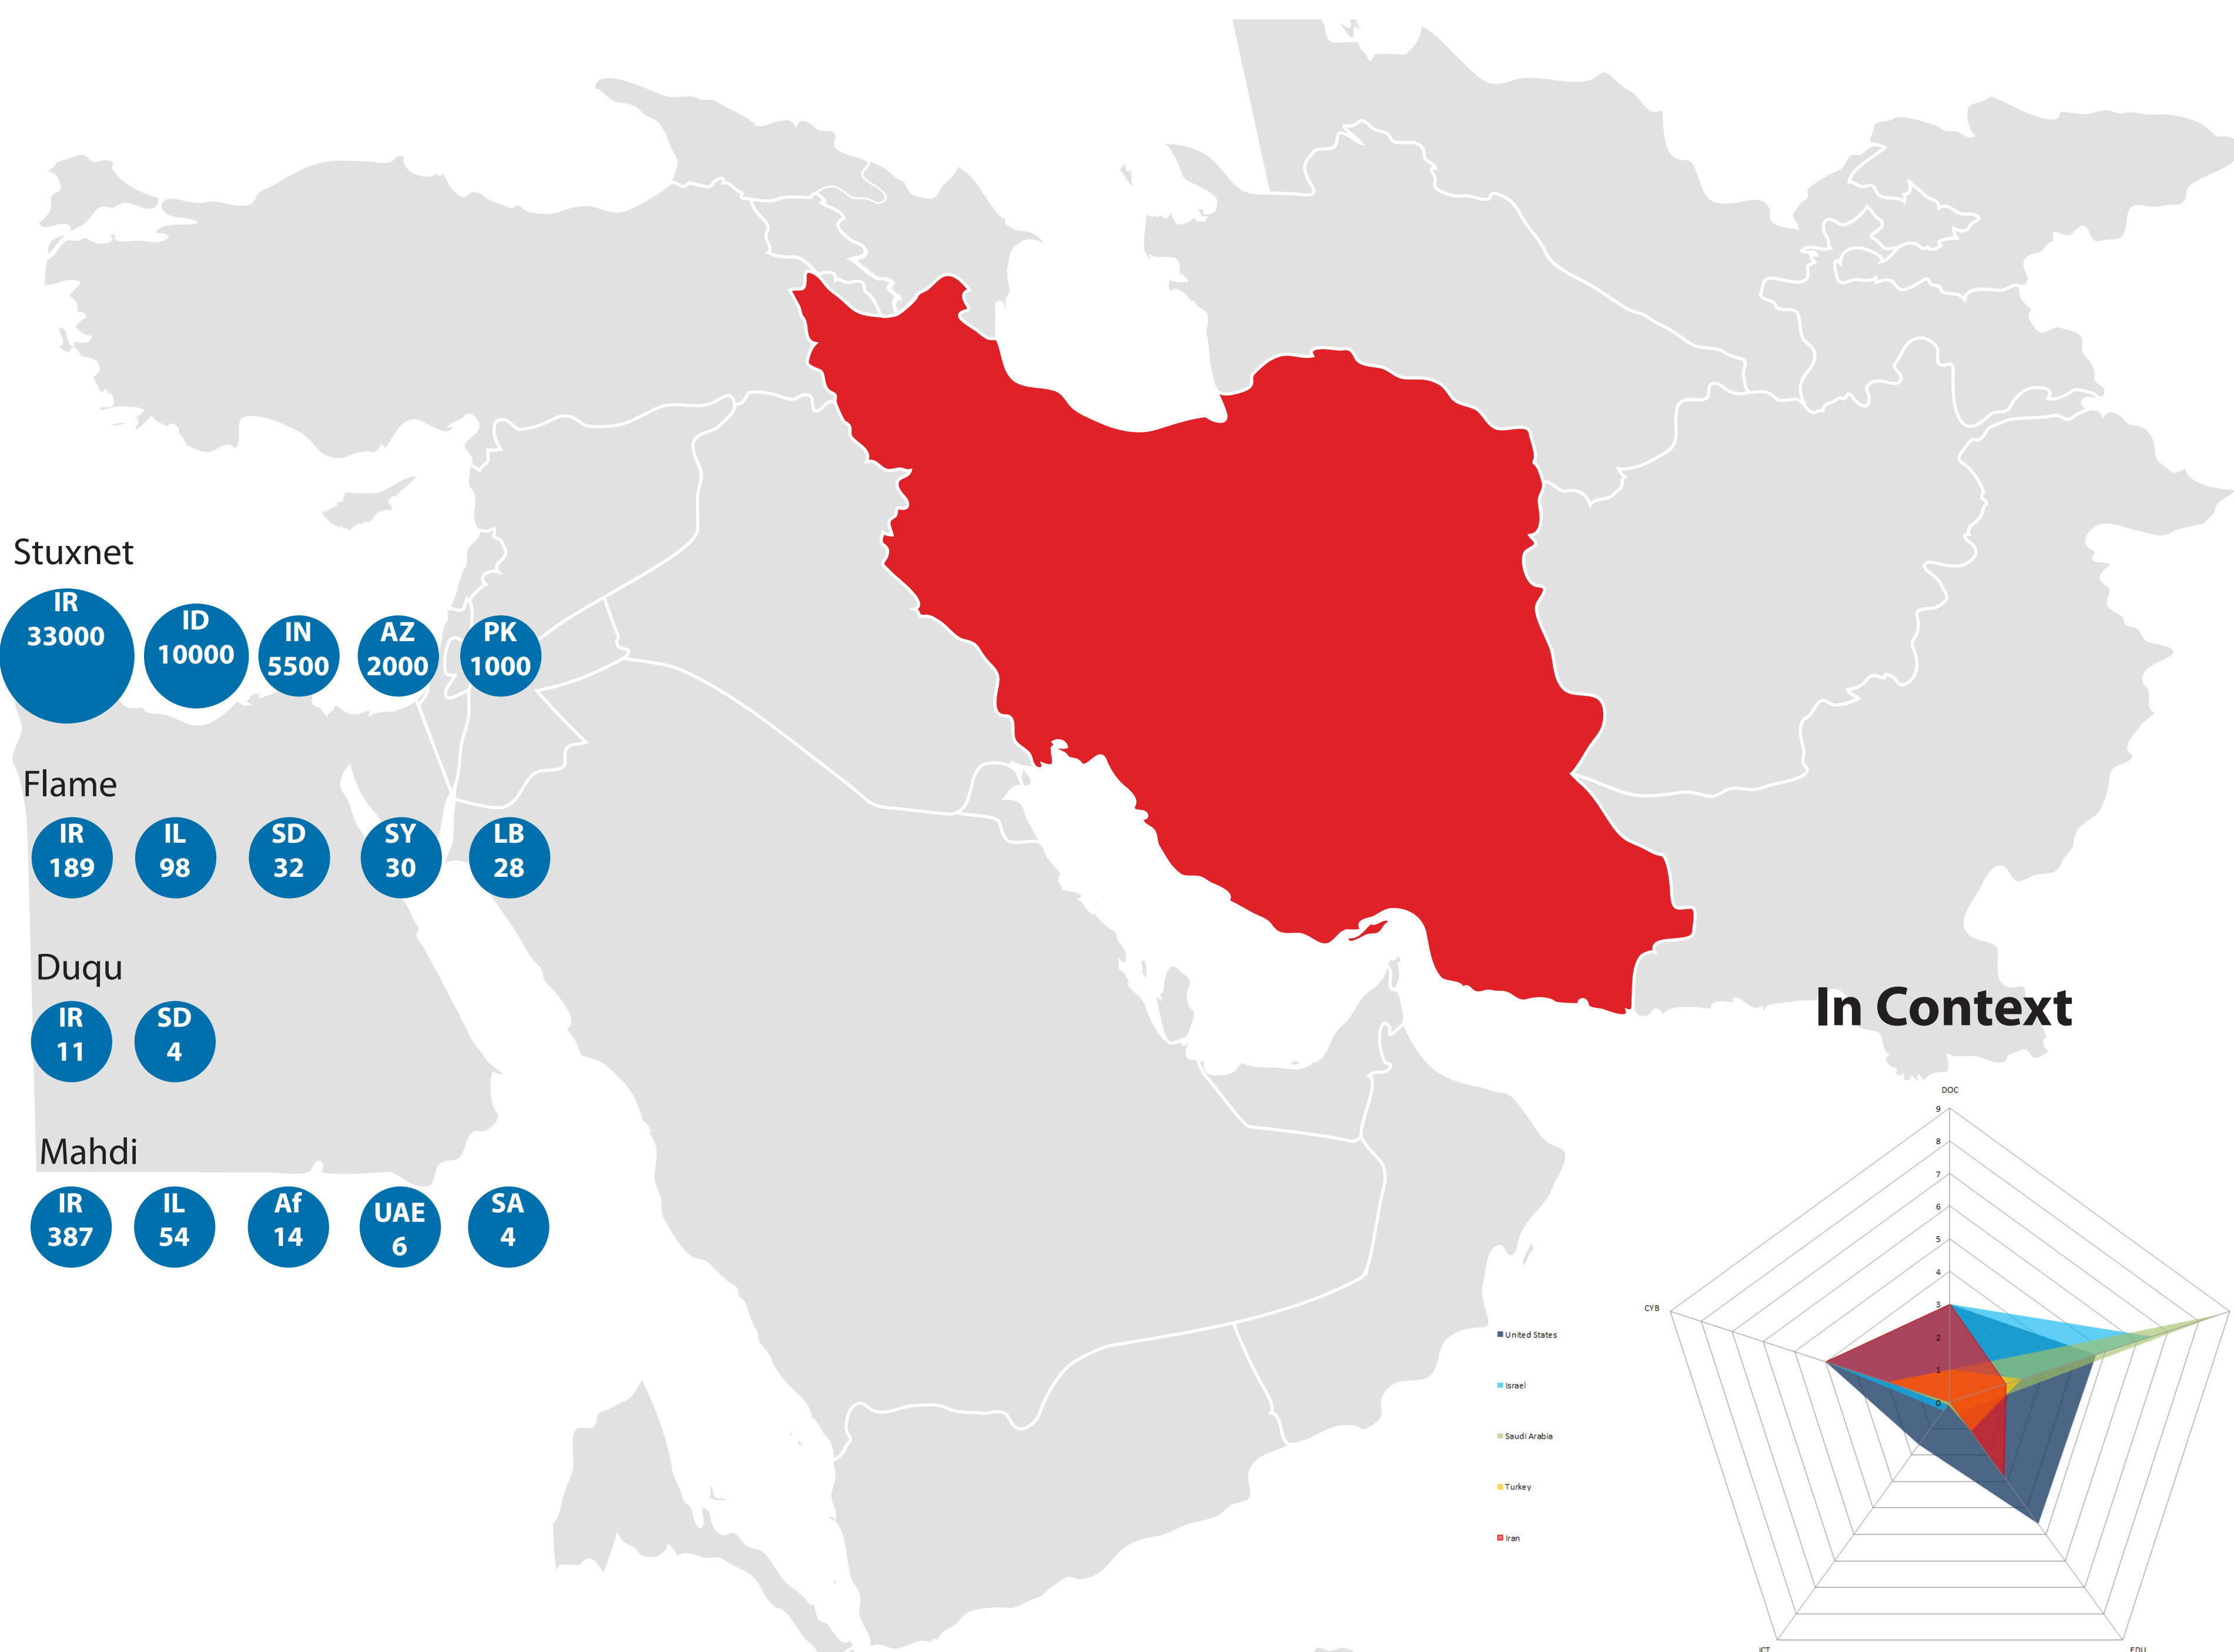 Stuxnet
IR
33000
ID
10000
IN
5500
AZ
2000
PK
1000
Flame
IR
189
IL
98
SD
32
SY
30
LB
28
Duqu
IR
11
SD
4
Mahdi
IR
387
IL
54
Af
14
UAE
6
SA
4
In Context
DOC
9
8
7
6
5
4
3
2
1
0
CYB
ICT
EDU
United States
Israel
Saudi Arabia
Turkey
Iran